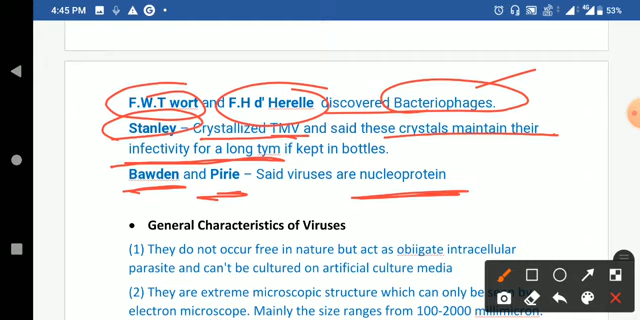 4:45 PM 53%
F.W.T wort and F.H d' Herelle discovered Bacteriophages.
Stanley – Crystallized TMV and said these crystals maintain their
infectivity for a long tym if kept in bottles.
Bawden and Pirie – Said viruses are nucleoprotein
• General Characteristics of Viruses
(1) They do not occur free in nature but act as obiigate intracellular
parasite and can't be cultured on artificial culture media
(2) They are extreme microscopic structure which can only be seen by
electron microscope. Mainly the size ranges from 100-2000 millimicron.